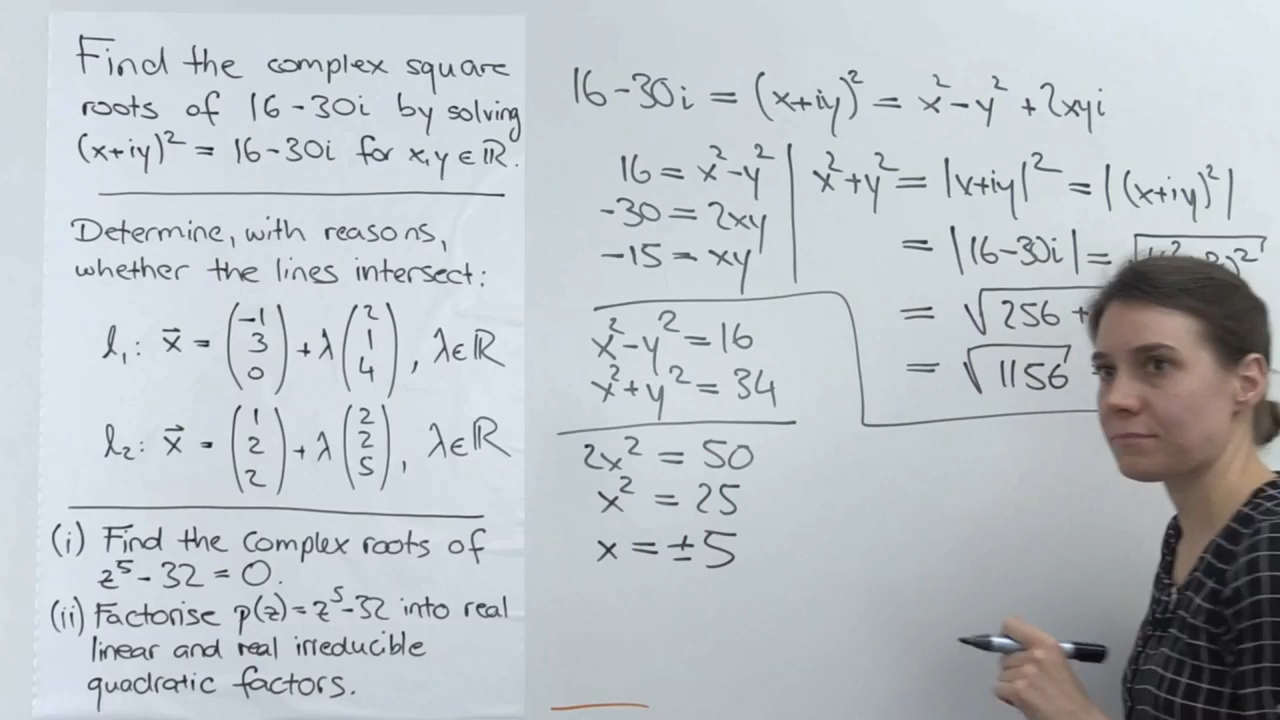 Find the complex square
roots of 16-30i by solving
(x+iy)² = 16-30i for x,y∈ℝ.
Determine, with reasons,
whether the lines intersect:
l₁: x⃗ = (-1 3 0) + λ (2 1 4), λ∈ℝ
l₂: x⃗ = (1 2 2) + λ (2 2 5), λ∈ℝ
(i) Find the complex roots of
z⁵-32 = 0.
(ii) Factorise p(z) = z⁵-32 into real
linear and real irreducible
quadratic factors.
16-30i = (x+iy)² = x²-y² + 2xyi
16 = x²-y²
-30 = 2xy
-15 = xy
x²+y² = |x+iy|² = |(x+iy)²|
= |16-30i| =
= √256 +
= √1156
x²-y² = 16
x²+y² = 34
2x² = 50
x² = 25
x = ±5